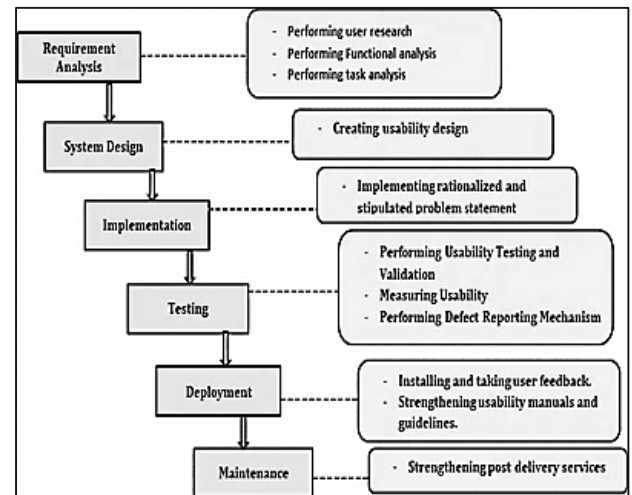 Requirement
Analysis
- Performing user research
- Performing Functional analysis
- Performing task analysis
System Design
- Creating usability design
Implementation
- Implementing rationalized and
stipulated problem statement
Testing
- Performing Usability Testing and
Validation
- Measuring Usability
- Performing Defect Reporting Mechanism
Deployment
- Installing and taking user feedback.
- Strengthening usability manuals and
guidelines.
Maintenance
- Strengthening post delivery services